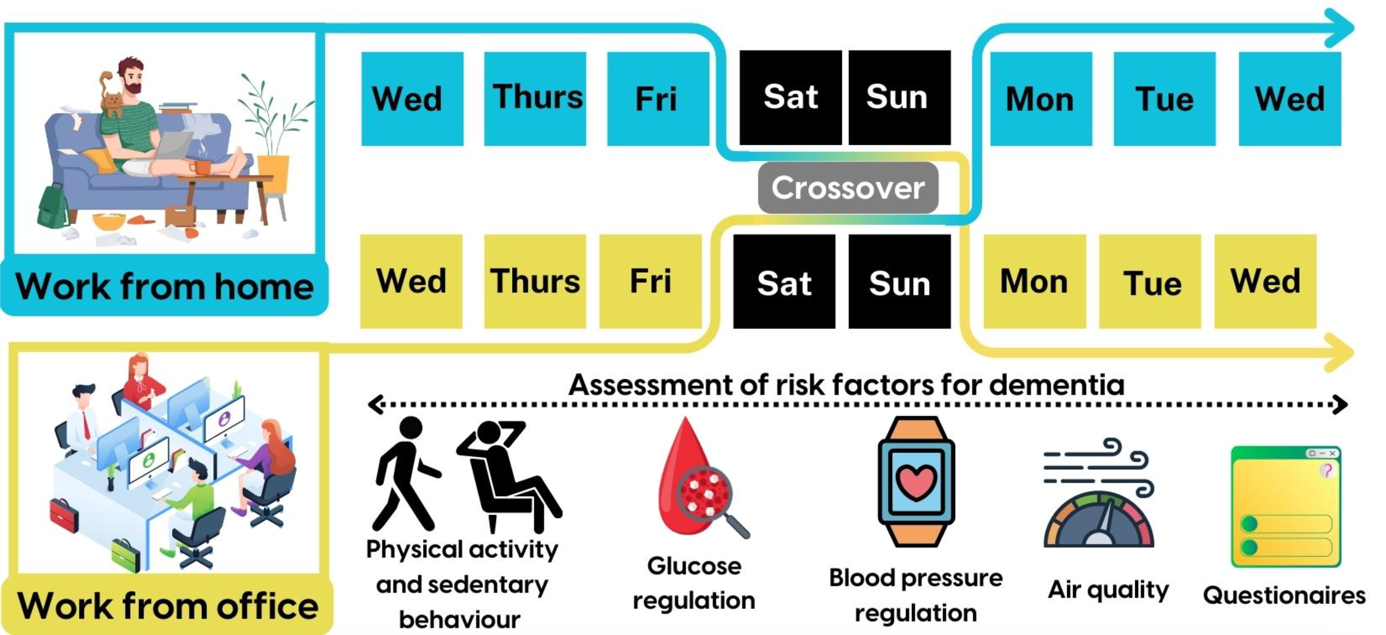 Wed Thurs Fri Sat Sun Mon Tue Wed
Crossover
Work from home
Wed Thurs Fri Sat Sun Mon Tue Wed
Work from office
Assessment of risk factors for dementia
Physical activity
and sedentary
behaviour
Glucose
regulation
Blood pressure
regulation
Air quality
Questionaires
?